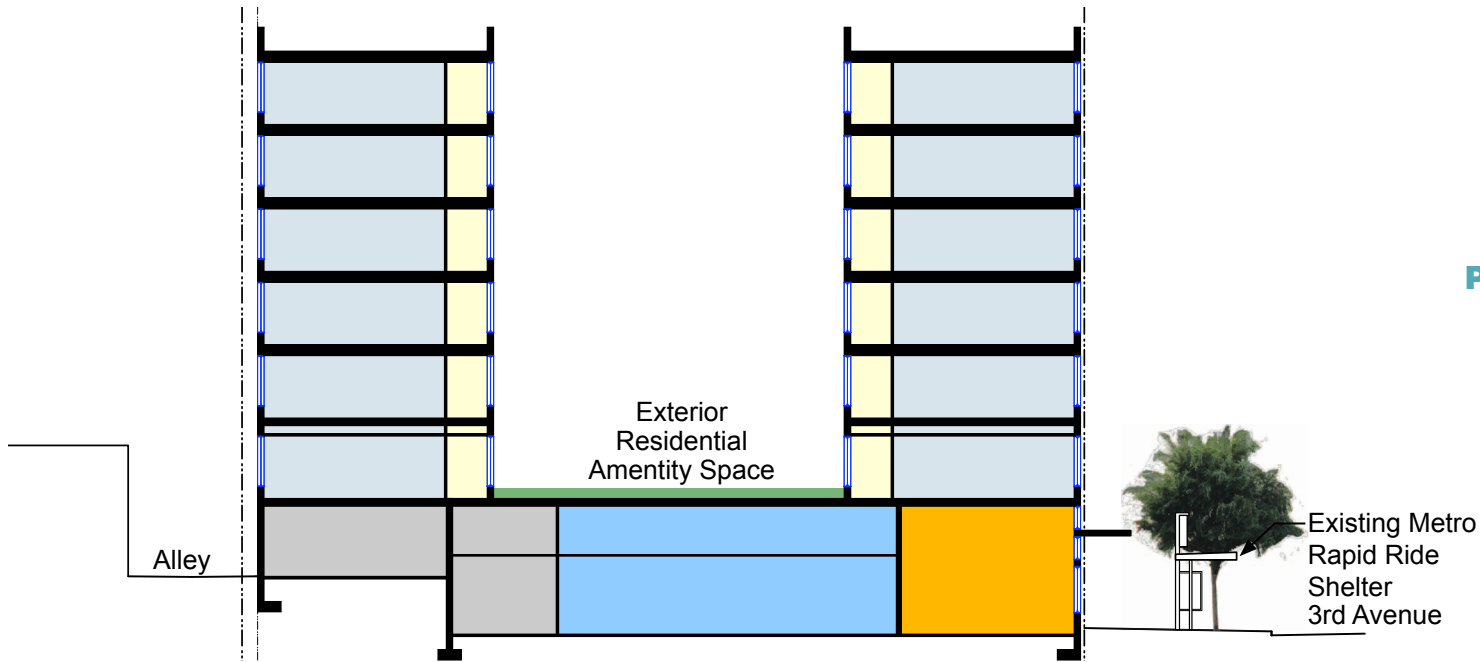 P
Exterior
Residential
Amentity Space
Alley
Existing Metro
Rapid Ride
Shelter
3rd Avenue